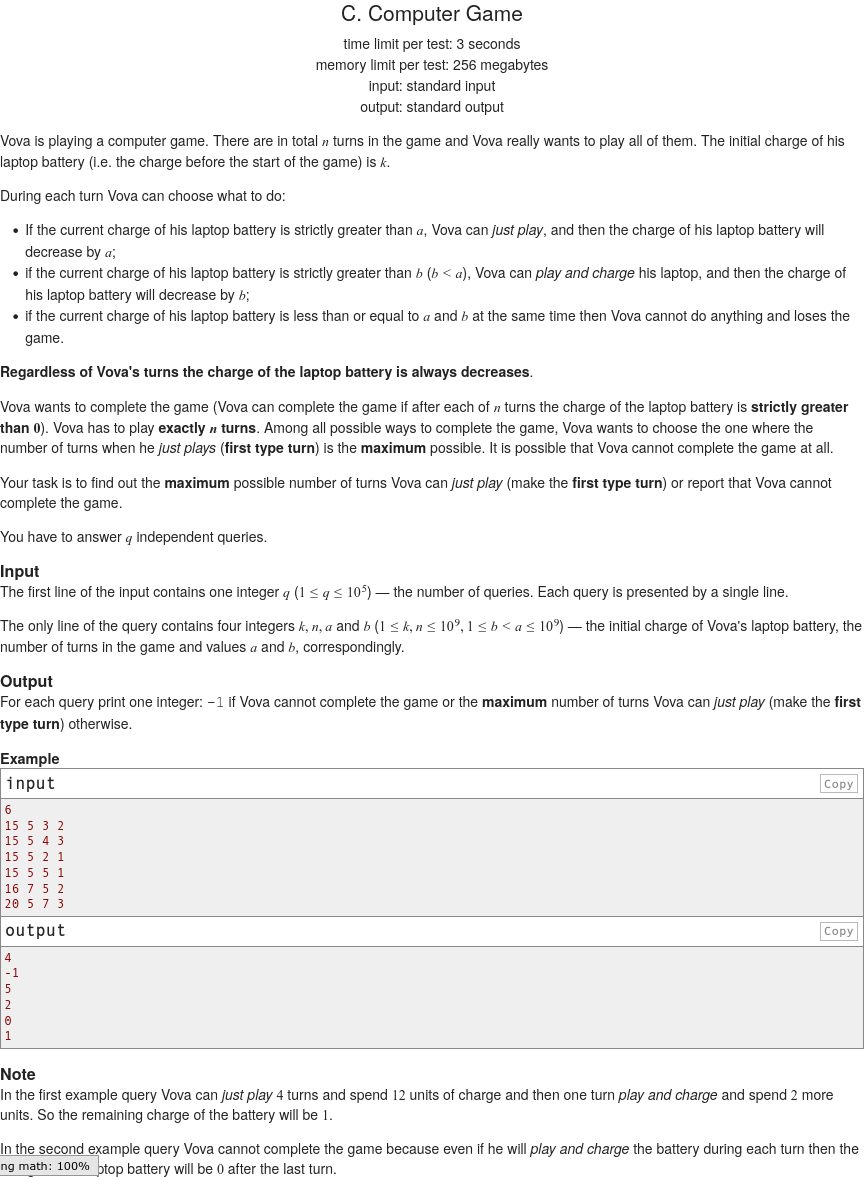 C. Computer Game
time limit per test: 3 seconds
memory limit per test: 256 megabytes
input: standard input
output: standard output
Vova is playing a computer game. There are in total n turns in the game and Vova really wants to play all of them. The initial charge of his
laptop battery (i.e. the charge before the start of the game) is k.
During each turn Vova can choose what to do:
• If the current charge of his laptop battery is strictly greater than a, Vova can just play, and then the charge of his laptop battery will
decrease by a;
• if the current charge of his laptop battery is strictly greater than b (b < a), Vova can play and charge his laptop, and then the charge of
his laptop battery will decrease by b;
• if the current charge of his laptop battery is less than or equal to a and b at the same time then Vova cannot do anything and loses the
game.
Regardless of Vova's turns the charge of the laptop battery is always decreases.
Vova wants to complete the game (Vova can complete the game if after each of n turns the charge of the laptop battery is strictly greater
than 0). Vova has to play exactly n turns. Among all possible ways to complete the game, Vova wants to choose the one where the
number of turns when he just plays (first type turn) is the maximum possible. It is possible that Vova cannot complete the game at all.
Your task is to find out the maximum possible number of turns Vova can just play (make the first type turn) or report that Vova cannot
complete the game.
You have to answer q independent queries.
Input
The first line of the input contains one integer q (1 ≤ q ≤ 10⁵) — the number of queries. Each query is presented by a single line.
The only line of the query contains four integers k, n, a and b (1 ≤ k, n ≤ 10⁹, 1 ≤ b < a ≤ 10⁹) — the initial charge of Vova's laptop battery, the
number of turns in the game and values a and b, correspondingly.
Output
For each query print one integer: −1 if Vova cannot complete the game or the maximum number of turns Vova can just play (make the first
type turn) otherwise.
Example
input Copy
6
15 5 3 2
15 5 4 3
15 5 2 1
15 5 5 1
16 7 5 2
20 5 7 3
output Copy
4
-1
5
2
0
1
Note
In the first example query Vova can just play 4 turns and spend 12 units of charge and then one turn play and charge and spend 2 more
units. So the remaining charge of the battery will be 1.
In the second example query Vova cannot complete the game because even if he will play and charge the battery during each turn then the
ng math: 100% ptop battery will be 0 after the last turn.